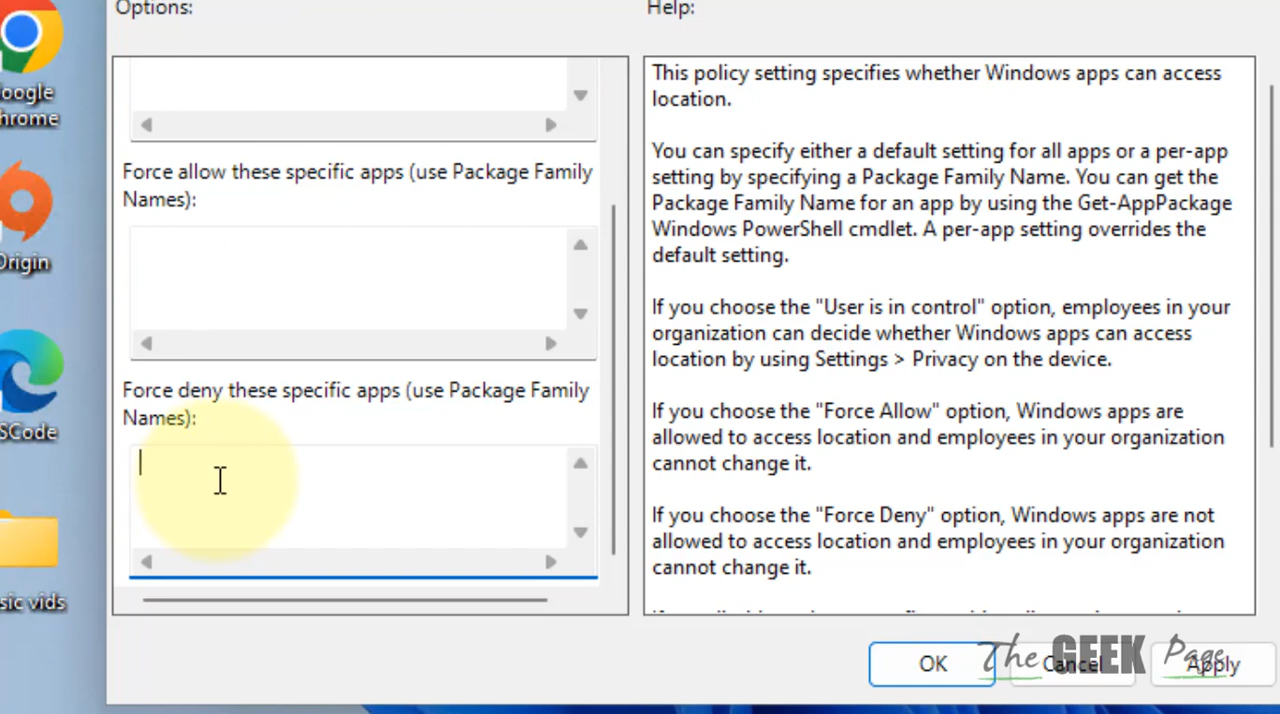 Options:
Help:
oogle
hrome
Origin
SCode
sic vids
Force allow these specific apps (use Package Family
Names):
Force deny these specific apps (use Package Family
Names):
This policy setting specifies whether Windows apps can access
location.
You can specify either a default setting for all apps or a per-app
setting by specifying a Package Family Name. You can get the
Package Family Name for an app by using the Get-AppPackage
Windows PowerShell cmdlet. A per-app setting overrides the
default setting.
If you choose the "User is in control" option, employees in your
organization can decide whether Windows apps can access
location by using Settings > Privacy on the device.
If you choose the "Force Allow" option, Windows apps are
allowed to access location and employees in your organization
cannot change it.
If you choose the "Force Deny" option, Windows apps are not
allowed to access location and employees in your organization
cannot change it.
OK
Cancel
Apply
The GEEK Page